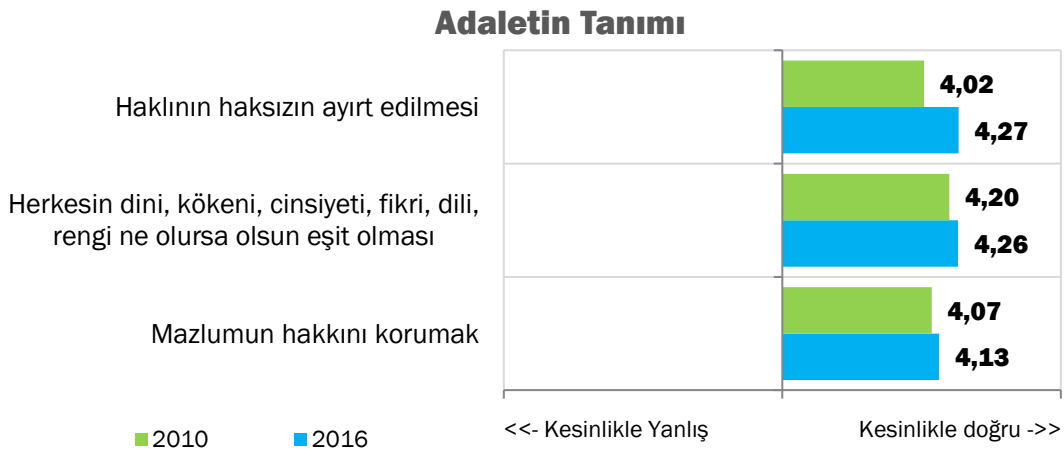 Adaletin Tanımı
Haklının haksızın ayırt edilmesi
4,02
4,27
Herkesin dini, kökeni, cinsiyeti, fikri, dili,
rengi ne olursa olsun eşit olması
4,20
4,26
Mazlumun hakkını korumak
4,07
4,13
2010 2016
<<- Kesinlikle Yanlış Kesinlikle doğru ->>